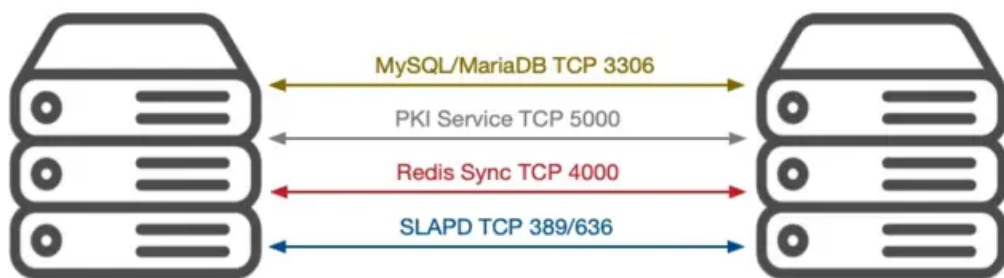 MySQL/MariaDB TCP 3306
PKI Service TCP 5000
Redis Sync TCP 4000
SLAPD TCP 389/636